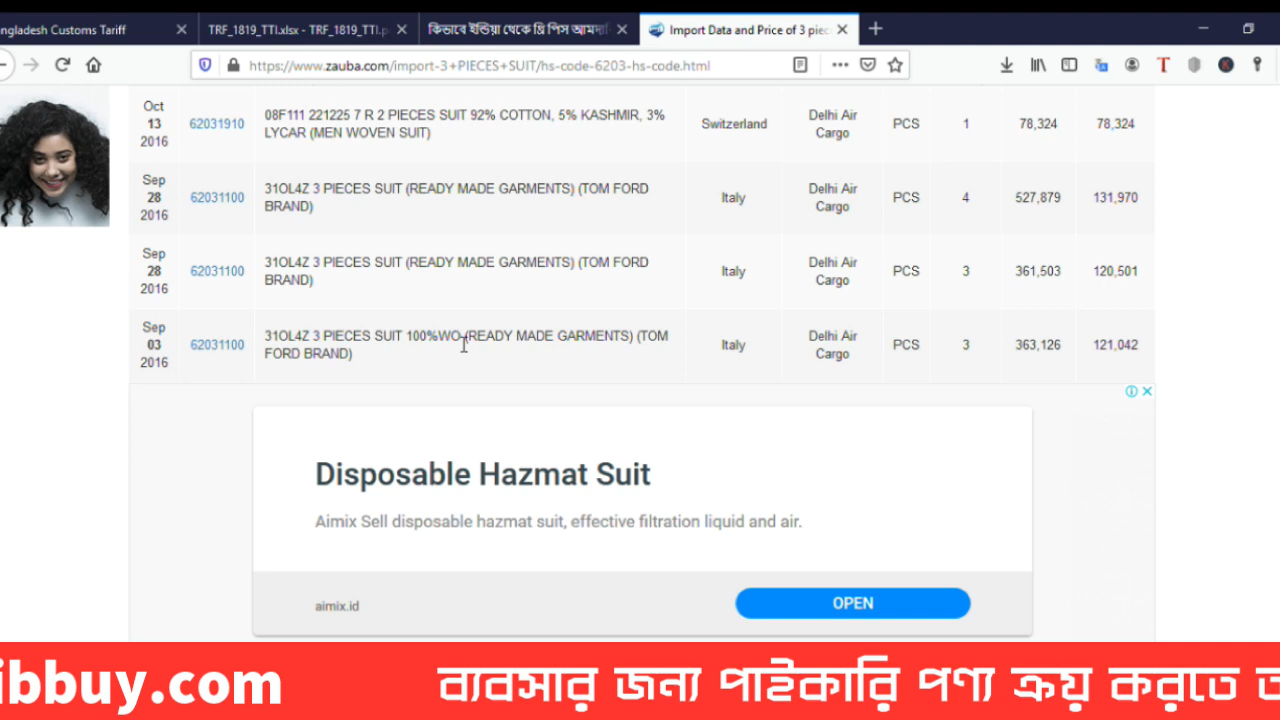 ngladesh Customs Tariff
TRF_1819_TTI.xlsx - TRF_1819_TTI.p
কিভাবে ইন্ডিয়া থেকে থ্রি পিস আমদানি
Import Data and Price of 3 piec
https://www.zauba.com/import-3+PIECES+SUIT/hs-code-6203-hs-code.html
Oct 13 2016 62031910 08F111 221225 7 R 2 PIECES SUIT 92% COTTON, 5% KASHMIR, 3% LYCAR (MEN WOVEN SUIT) Switzerland Delhi Air Cargo PCS 1 78,324 78,324
Sep 28 2016 62031100 31OL4Z 3 PIECES SUIT (READY MADE GARMENTS) (TOM FORD BRAND) Italy Delhi Air Cargo PCS 4 527,879 131,970
Sep 28 2016 62031100 31OL4Z 3 PIECES SUIT (READY MADE GARMENTS) (TOM FORD BRAND) Italy Delhi Air Cargo PCS 3 361,503 120,501
Sep 03 2016 62031100 31OL4Z 3 PIECES SUIT 100%WO (READY MADE GARMENTS) (TOM FORD BRAND) Italy Delhi Air Cargo PCS 3 363,126 121,042
Disposable Hazmat Suit
Aimix Sell disposable hazmat suit, effective filtration liquid and air.
aimix.id
OPEN
ibbuy.com ব্যবসার জন্য পাইকারি পণ্য ক্রয় করতে